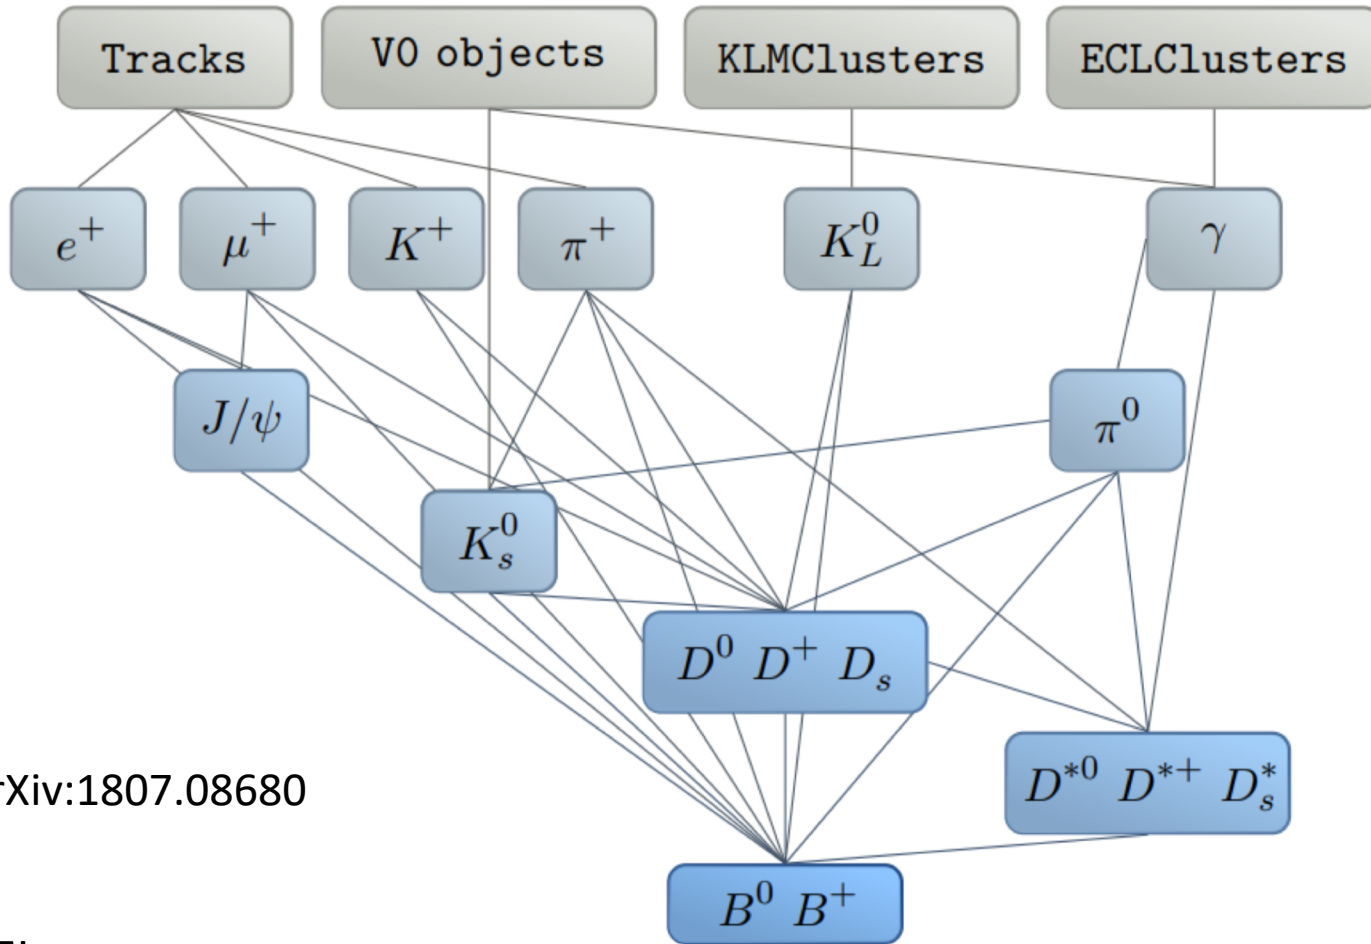 Tracks V0 objects KLMClusters ECLClusters
e⁺ μ⁺ K⁺ π⁺ K⁰_L γ
J/ψ π⁰
K⁰_s
D⁰ D⁺ D_s
D*⁰ D*⁺ D*_s
rXiv:1807.08680
B⁰ B⁺